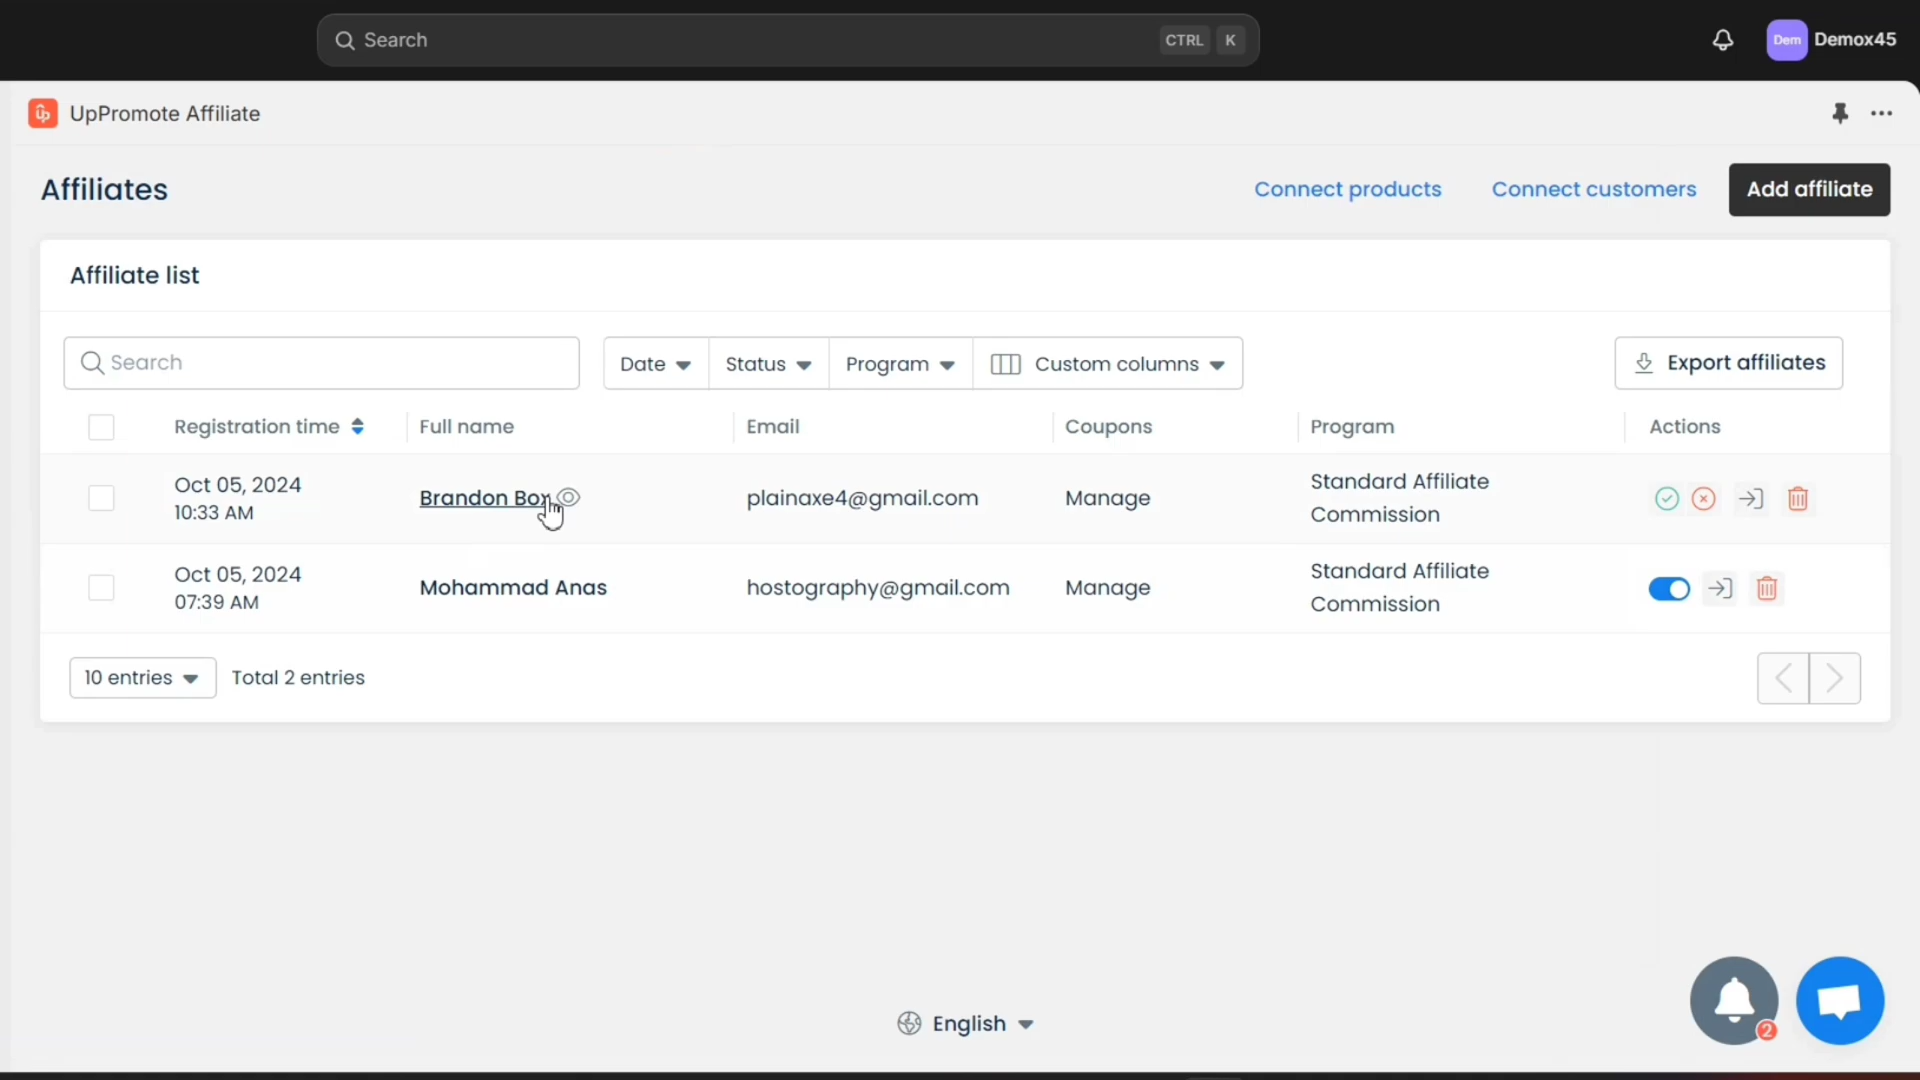 Search
CTRL K
Dem
Demox45
UpPromote Affiliate
Affiliates
Connect products
Connect customers
Add affiliate
Affiliate list
Search
Date
Status
Program
Custom columns
Export affiliates
Registration time
Full name
Email
Coupons
Program
Actions
Oct 05, 2024
10:33 AM
Brandon Box
plainaxe4@gmail.com
Manage
Standard Affiliate
Commission
Oct 05, 2024
07:39 AM
Mohammad Anas
hostography@gmail.com
Manage
Standard Affiliate
Commission
10 entries
Total 2 entries
English
2